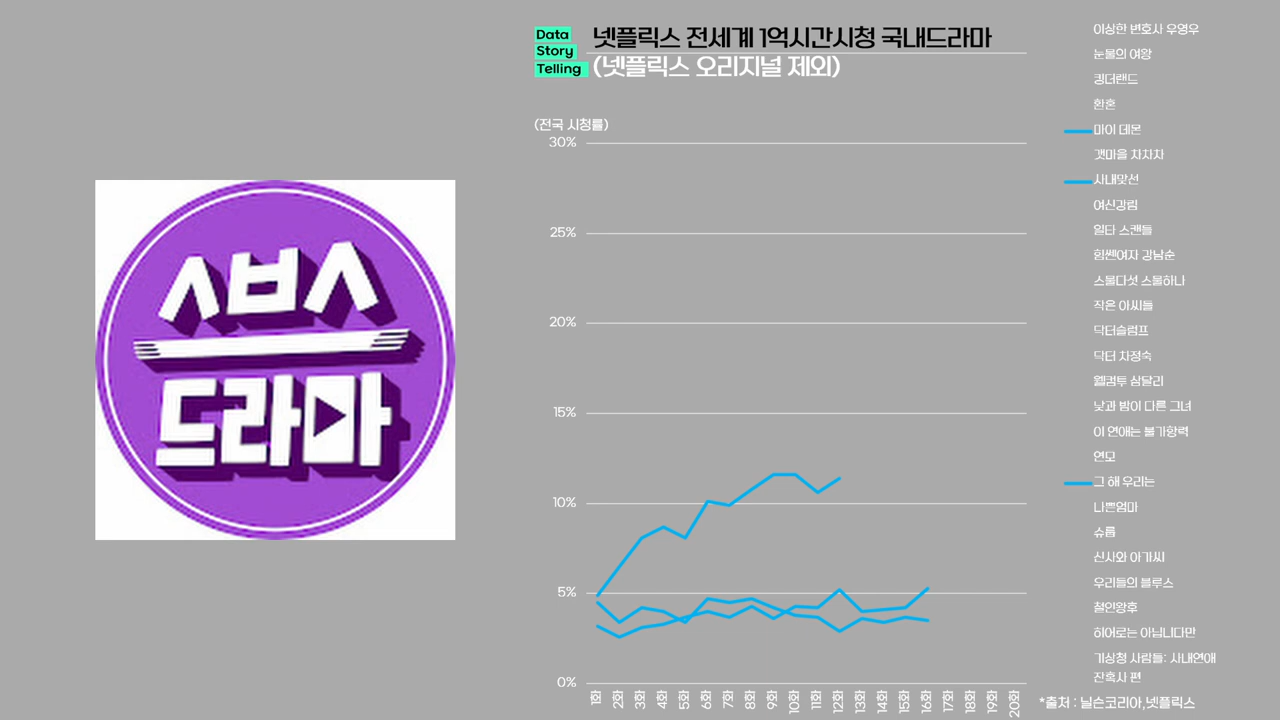 스브스
드라마
Data
Story
Telling
넷플릭스 전세계 1억시간시청 국내드라마
(넷플릭스 오리지널 제외)
(전국 시청률)
30%
25%
20%
15%
10%
5%
0%
1회
2회
3회
4회
5회
6회
7회
8회
9회
10회
11회
12회
13회
14회
15회
16회
17회
18회
19회
20회
이상한 변호사 우영우
눈물의 여왕
킹더랜드
환혼
마이 데몬
갯마을 차차차
사내맞선
여신강림
일타 스캔들
힘쎈여자 강남순
스물다섯 스물하나
작은 아씨들
닥터슬럼프
닥터 차정숙
웰컴투 삼달리
낮과 밤이 다른 그녀
이 연애는 불가항력
연모
그 해 우리는
나쁜엄마
슈룹
신사와 아가씨
우리들의 블루스
철인왕후
히어로는 아닙니다만
기상청 사람들: 사내연애
잔혹사 편
*출처 : 닐슨코리아,넷플릭스